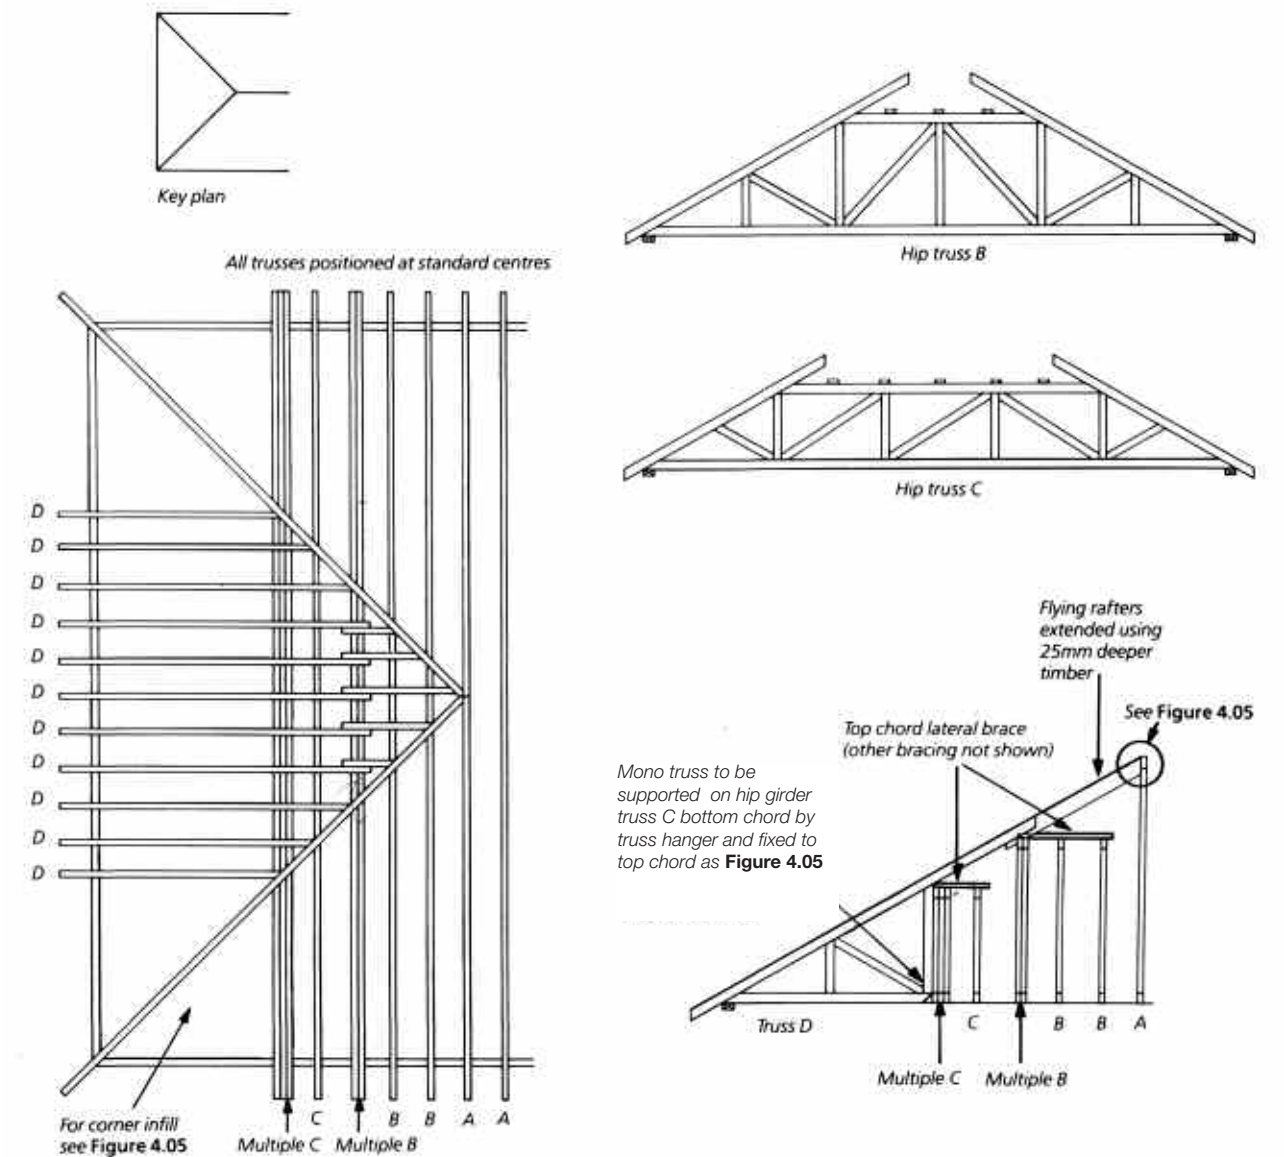 Key plan
All trusses positioned at standard centres
D
D
D
D
D
D
D
D
D
D
D
For corner infill
see Figure 4.05
Multiple C
C
Multiple B
B
B
A
A
Hip truss B
Hip truss C
Flying rafters
extended using
25mm deeper
timber
See Figure 4.05
Top chord lateral brace
(other bracing not shown)
Mono truss to be
supported on hip girder
truss C bottom chord by
truss hanger and fixed to
top chord as Figure 4.05
Truss D
C
B
B
A
Multiple C
Multiple B